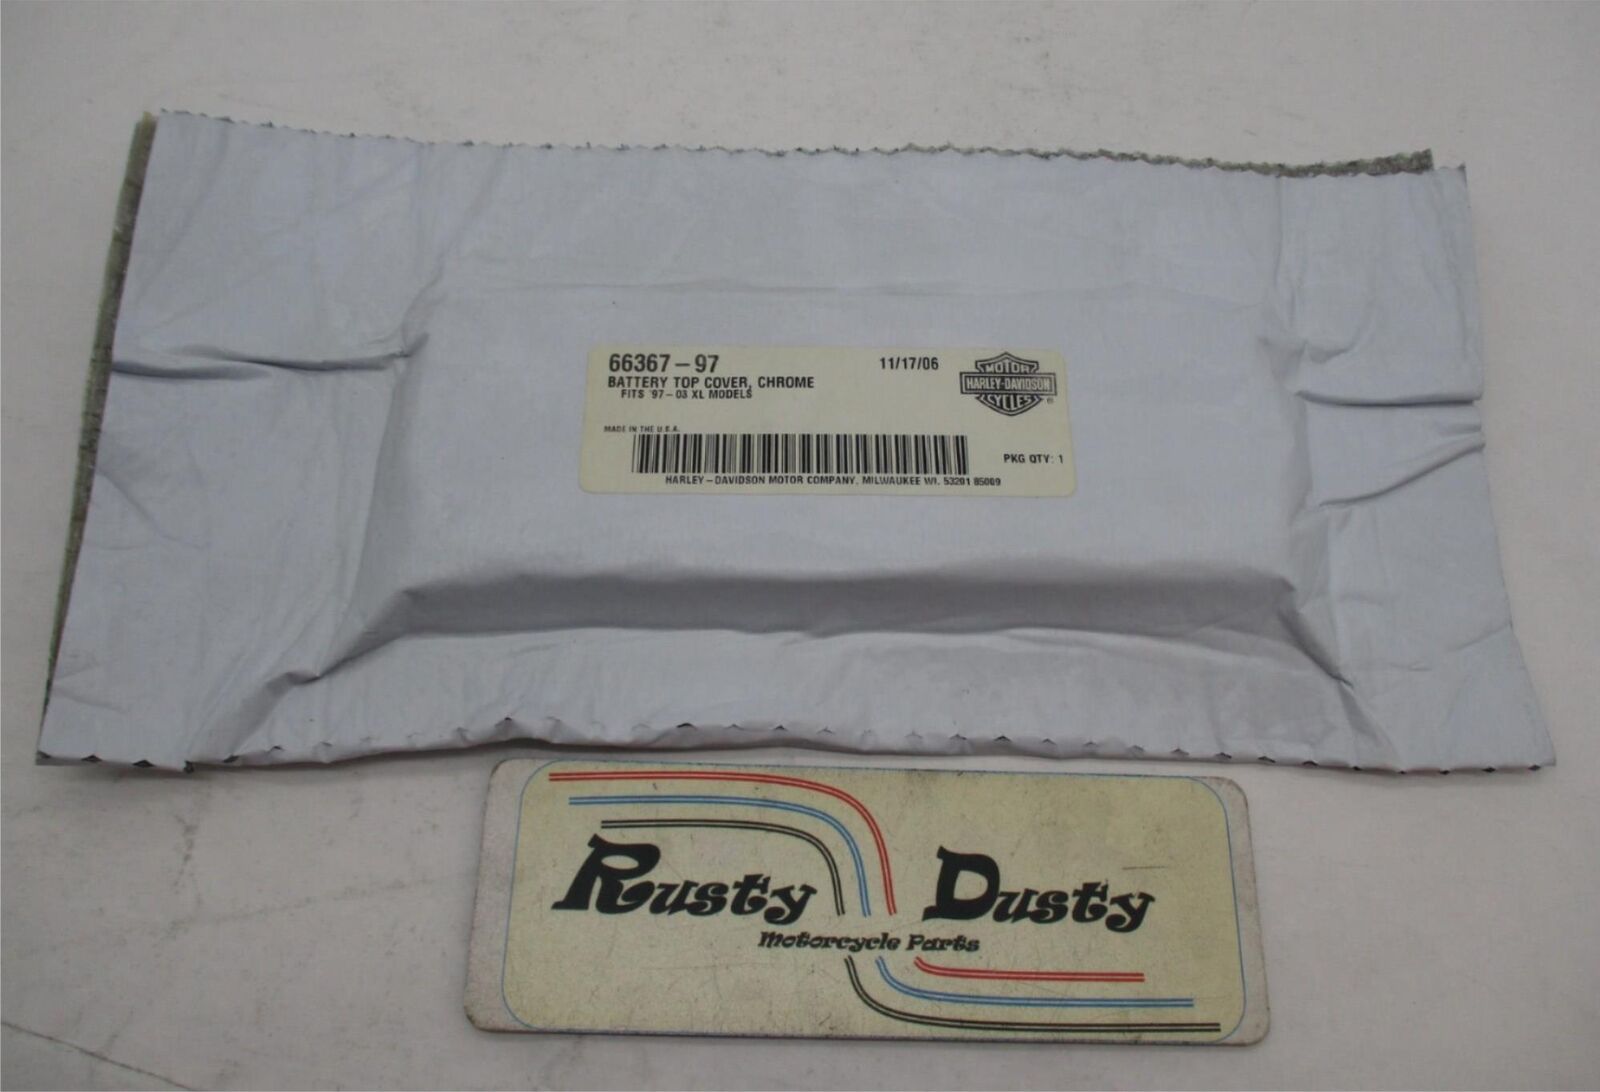 66367-97 11/17/06
BATTERY TOP COVER, CHROME
FITS '97-03 XL MODELS
MOTOR
HARLEY-DAVIDSON
CYCLES
®
MADE IN THE U.S.A.
PKG QTY: 1
HARLEY-DAVIDSON MOTOR COMPANY, MILWAUKEE WI. 53201 85009
Rusty Dusty
Motorcycle Parts